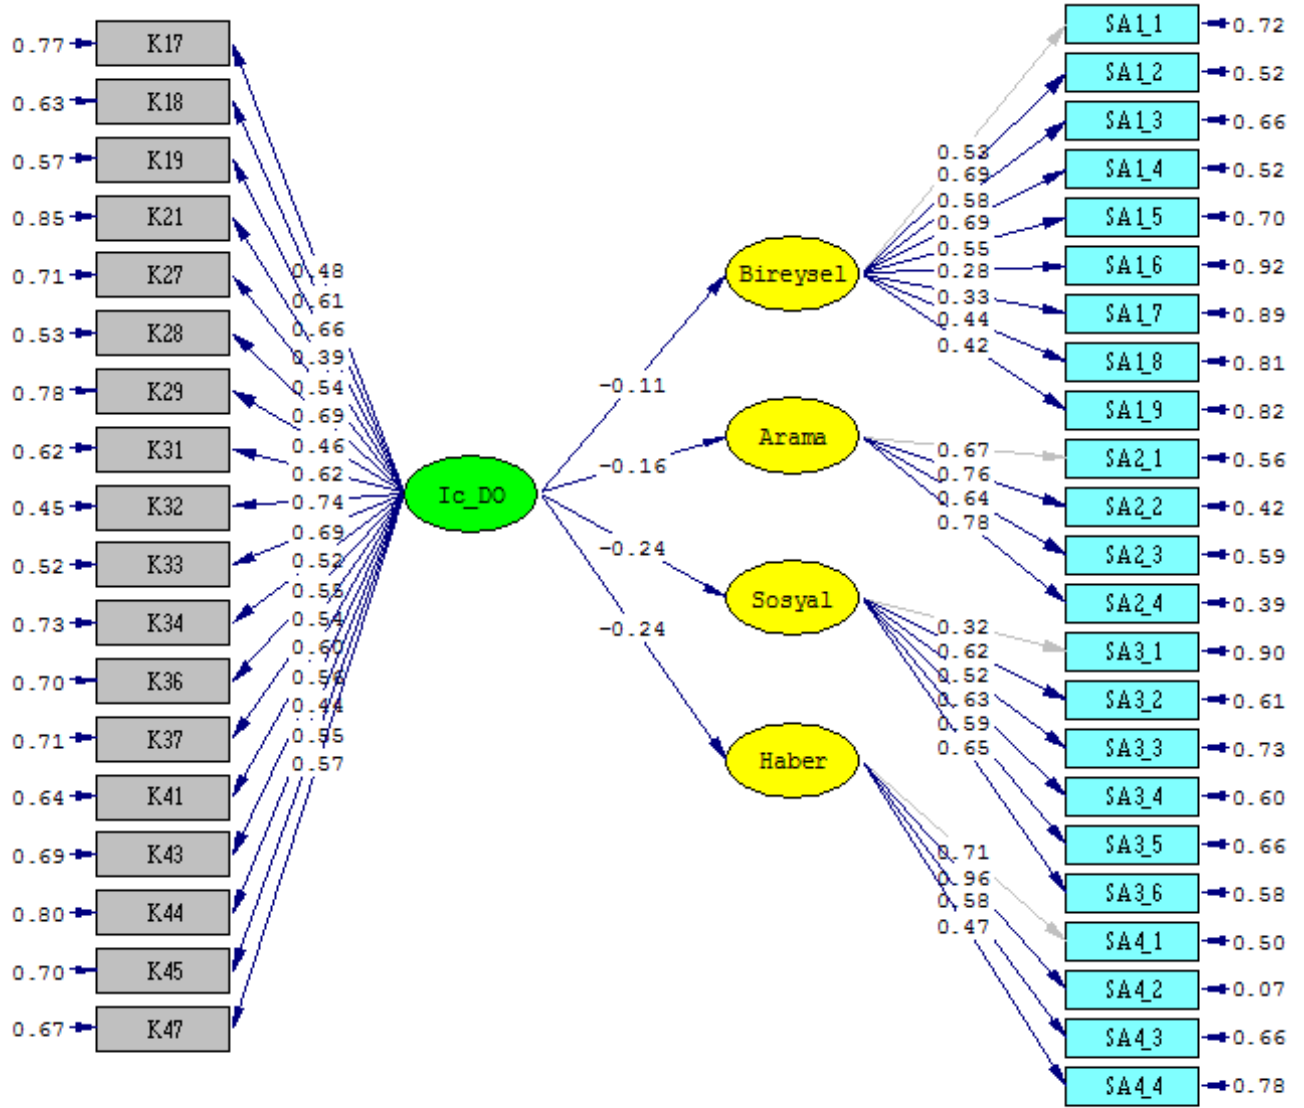 0.77 K17
0.63 K18
0.57 K19
0.85 K21
0.71 K27
0.53 K28
0.78 K29
0.62 K31
0.45 K32
0.52 K33
0.73 K34
0.70 K36
0.71 K37
0.64 K41
0.69 K43
0.80 K44
0.70 K45
0.67 K47
0.48
0.61
0.66
0.39
0.54
0.69
0.46
0.62
0.74
0.69
0.52
0.55
0.54
0.60
0.56
0.44
0.55
0.57
Ic_DO
-0.11
-0.16
-0.24
-0.24
Bireysel
Arama
Sosyal
Haber
0.53
0.69
0.58
0.69
0.55
0.28
0.33
0.44
0.42
0.67
0.76
0.64
0.78
0.32
0.62
0.52
0.63
0.59
0.65
0.71
0.96
0.58
0.47
SA1_1 0.72
SA1_2 0.52
SA1_3 0.66
SA1_4 0.52
SA1_5 0.70
SA1_6 0.92
SA1_7 0.89
SA1_8 0.81
SA1_9 0.82
SA2_1 0.56
SA2_2 0.42
SA2_3 0.59
SA2_4 0.39
SA3_1 0.90
SA3_2 0.61
SA3_3 0.73
SA3_4 0.60
SA3_5 0.66
SA3_6 0.58
SA4_1 0.50
SA4_2 0.07
SA4_3 0.66
SA4_4 0.78